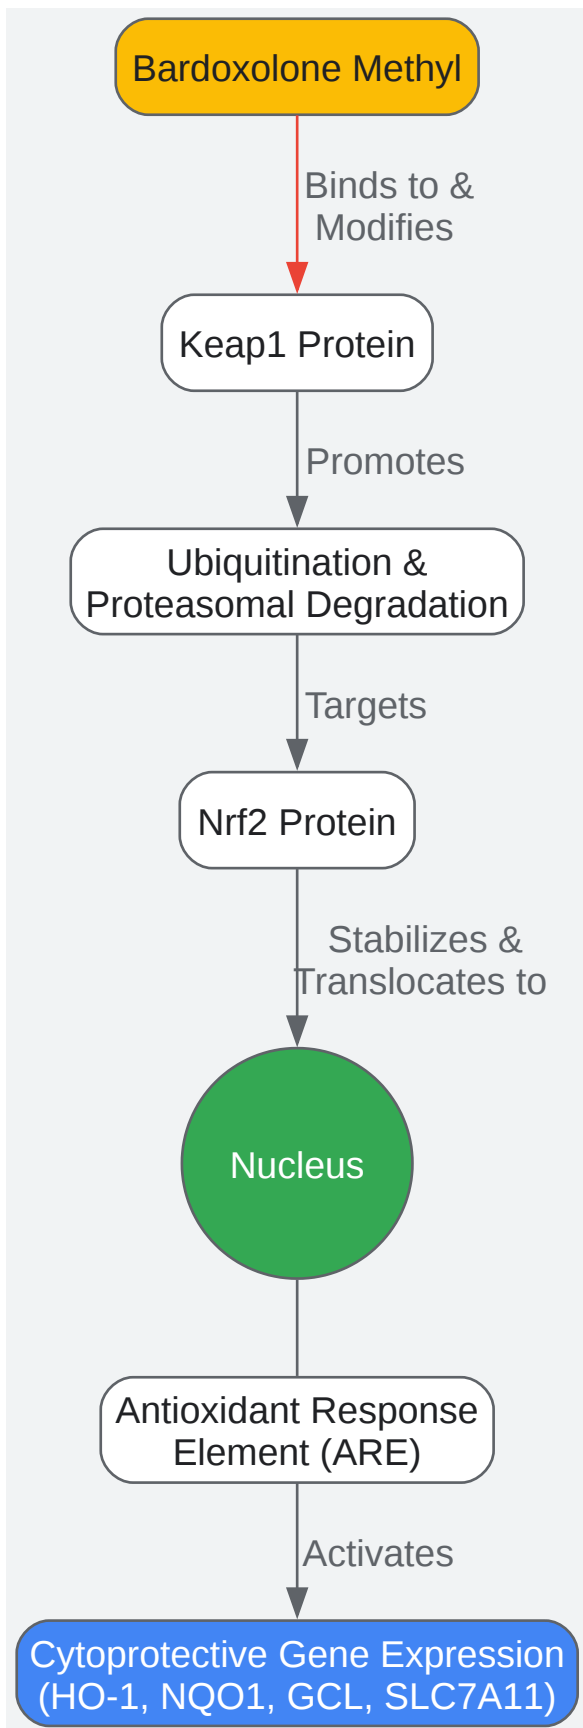 Bardoxolone Methyl
Binds to &
Modifies
Keap1 Protein
Promotes
Ubiquitination &
Proteasomal Degradation
Targets
Nrf2 Protein
Stabilizes &
Translocates to
Nucleus
Antioxidant Response
Element (ARE)
Activates
Cytoprotective Gene Expression
(HO-1, NQO1, GCL, SLC7A11)